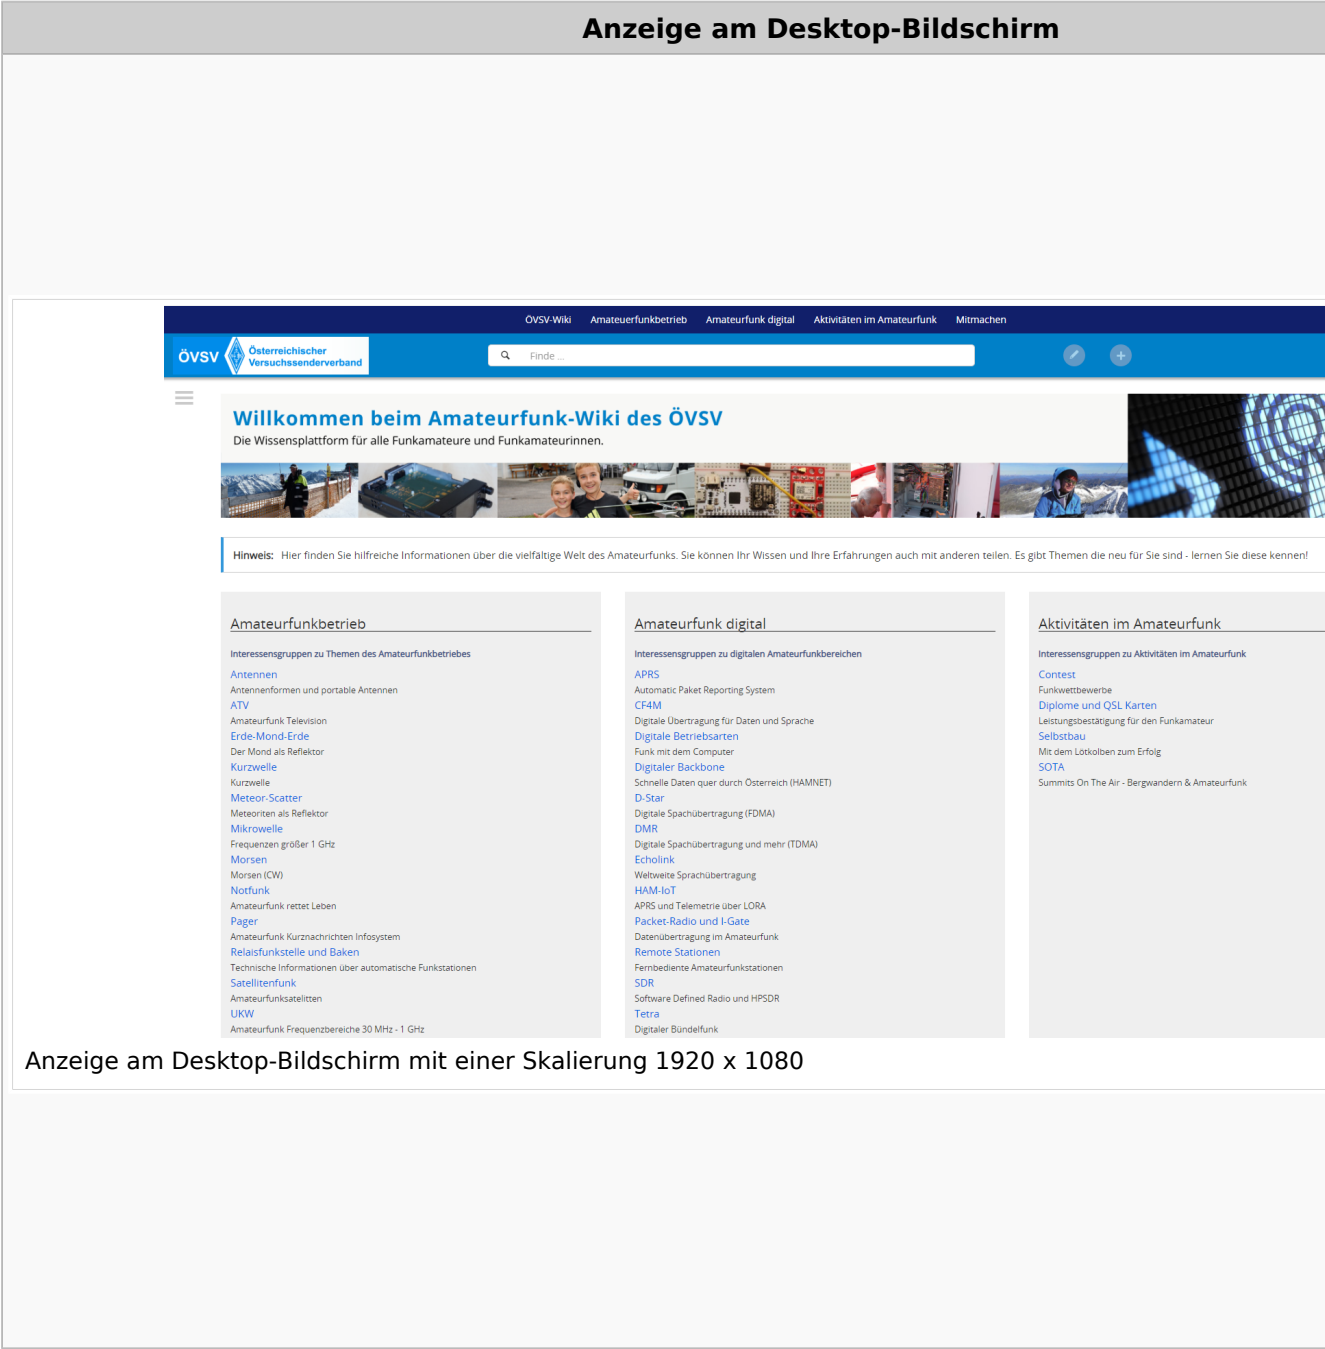 Anzeige am Desktop-Bildschirm
ÖVSV-Wiki Amateuerfunkbetrieb Amateurfunk digital Aktivitäten im Amateurfunk Mitmachen
ÖVSV Österreichischer Versuchssenderverband
Finde ...
Willkommen beim Amateurfunk-Wiki des ÖVSV
Die Wissensplattform für alle Funkamateure und Funkamateurinnen.
Hinweis: Hier finden Sie hilfreiche Informationen über die vielfältige Welt des Amateurfunks. Sie können Ihr Wissen und Ihre Erfahrungen auch mit anderen teilen. Es gibt Themen die neu für Sie sind - lernen Sie diese kennen!
Amateurfunkbetrieb
Interessensgruppen zu Themen des Amateurfunkbetriebes
Antennen
Antennenformen und portable Antennen
ATV
Amateurfunk Television
Erde-Mond-Erde
Der Mond als Reflektor
Kurzwelle
Kurzwelle
Meteor-Scatter
Meteoriten als Reflektor
Mikrowelle
Frequenzen größer 1 GHz
Morsen
Morsen (CW)
Notfunk
Amateurfunk rettet Leben
Pager
Amateurfunk Kurznachrichten Infosystem
Relaisfunkstelle und Baken
Technische Informationen über automatische Funkstationen
Satellitenfunk
Amateurfunksatelitten
UKW
Amateurfunk Frequenzbereiche 30 MHz - 1 GHz
Amateurfunk digital
Interessensgruppen zu digitalen Amateurfunkbereichen
APRS
Automatic Paket Reporting System
CF4M
Digitale Übertragung für Daten und Sprache
Digitale Betriebsarten
Funk mit dem Computer
Digitaler Backbone
Schnelle Daten quer durch Österreich (HAMNET)
D-Star
Digitale Spachübertragung (FDMA)
DMR
Digitale Spachübertragung und mehr (TDMA)
Echolink
Weltweite Sprachübertragung
HAM-IoT
APRS und Telemetrie über LORA
Packet-Radio und I-Gate
Datenübertragung im Amateurfunk
Remote Stationen
Fernbediente Amateurfunkstationen
SDR
Software Defined Radio und HPSDR
Tetra
Digitaler Bündelfunk
Aktivitäten im Amateurfunk
Interessensgruppen zu Aktivitäten im Amateurfunk
Contest
Funkwettbewerbe
Diplome und QSL Karten
Leistungsbestätigung für den Funkamateur
Selbstbau
Mit dem Lötkolben zum Erfolg
SOTA
Summits On The Air - Bergwandern & Amateurfunk
Anzeige am Desktop-Bildschirm mit einer Skalierung 1920 x 1080